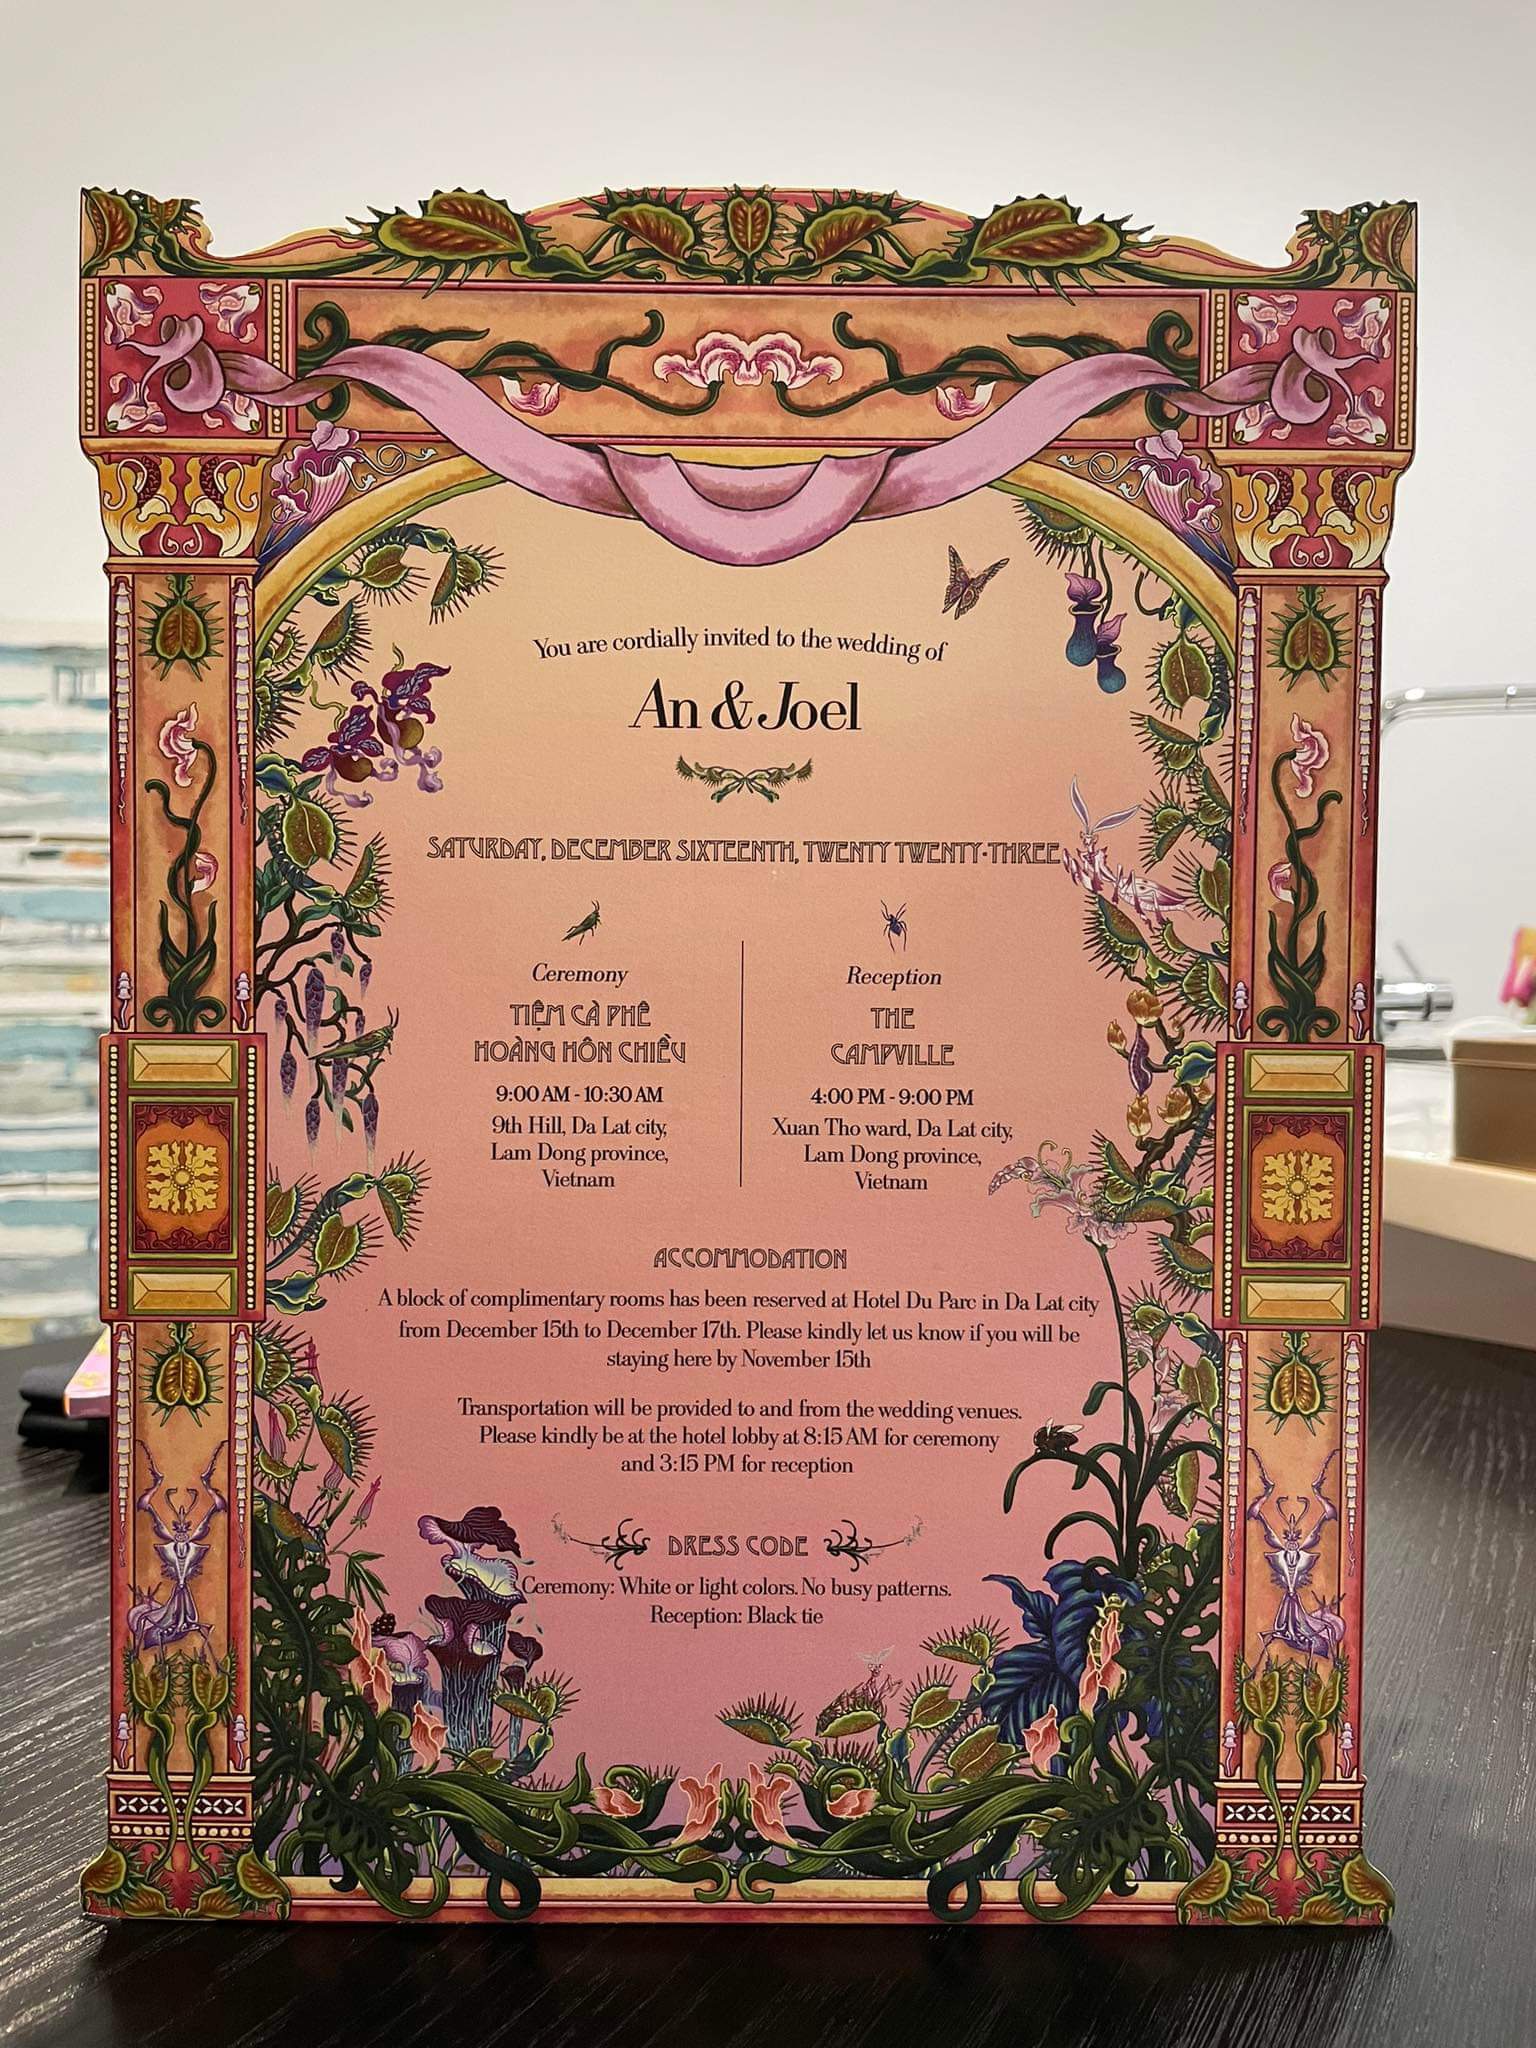 You are cordially invited to the wedding of
An & Joel
SATURDAY, DECEMBER SIXTEENTH, TWENTY TWENTY-THREE
Ceremony
TIỆM CÀ PHÊ
HOÀNG HÔN CHIỀU
9:00 AM - 10:30 AM
9th Hill, Da Lat city,
Lam Dong province,
Vietnam
Reception
THE
CAMPVILLE
4:00 PM - 9:00 PM
Xuan Tho ward, Da Lat city,
Lam Dong province,
Vietnam
ACCOMMODATION
A block of complimentary rooms has been reserved at Hotel Du Parc in Da Lat city
from December 15th to December 17th. Please kindly let us know if you will be
staying here by November 15th
Transportation will be provided to and from the wedding venues.
Please kindly be at the hotel lobby at 8:15 AM for ceremony
and 3:15 PM for reception
DRESS CODE
Ceremony: White or light colors. No busy patterns.
Reception: Black tie